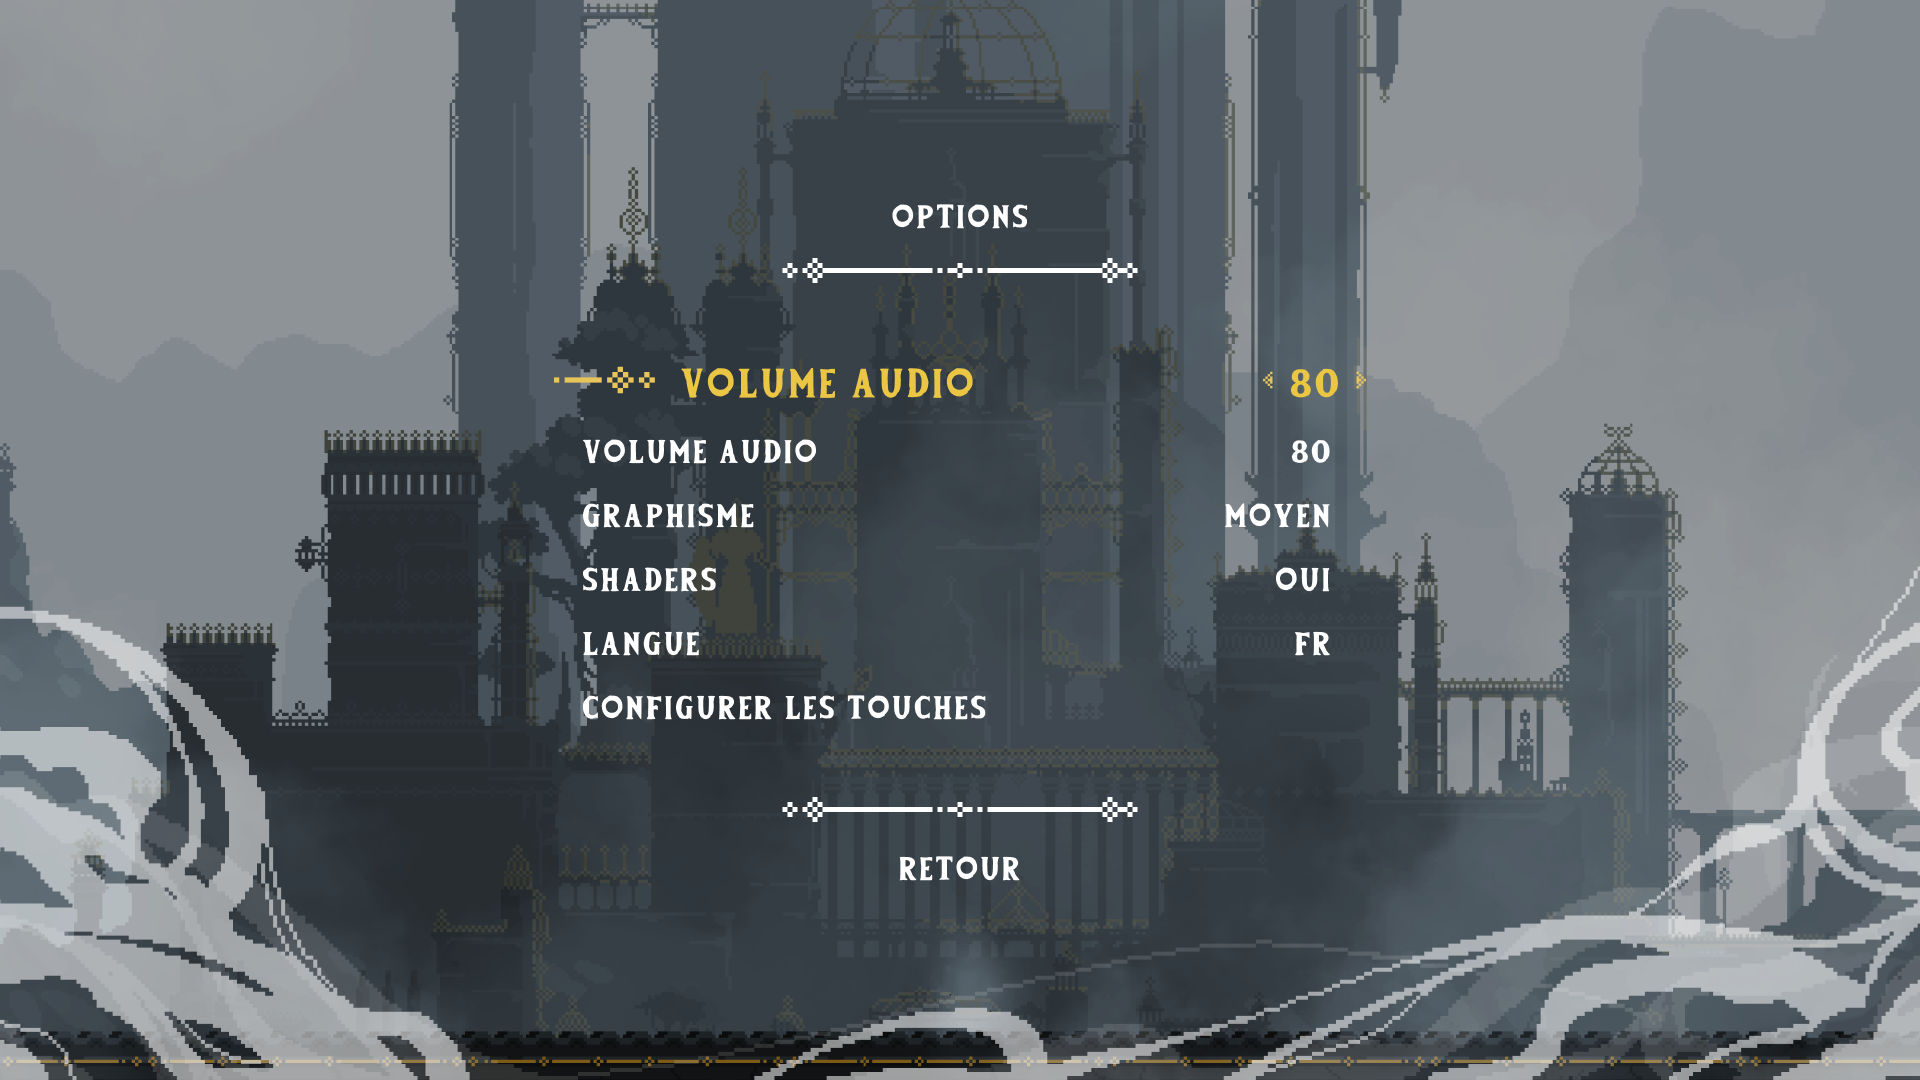 OPTIONS
VOLUME AUDIO 80
VOLUME AUDIO 80
GRAPHISME MOYEN
SHADERS OUI
LANGUE FR
CONFIGURER LES TOUCHES
RETOUR